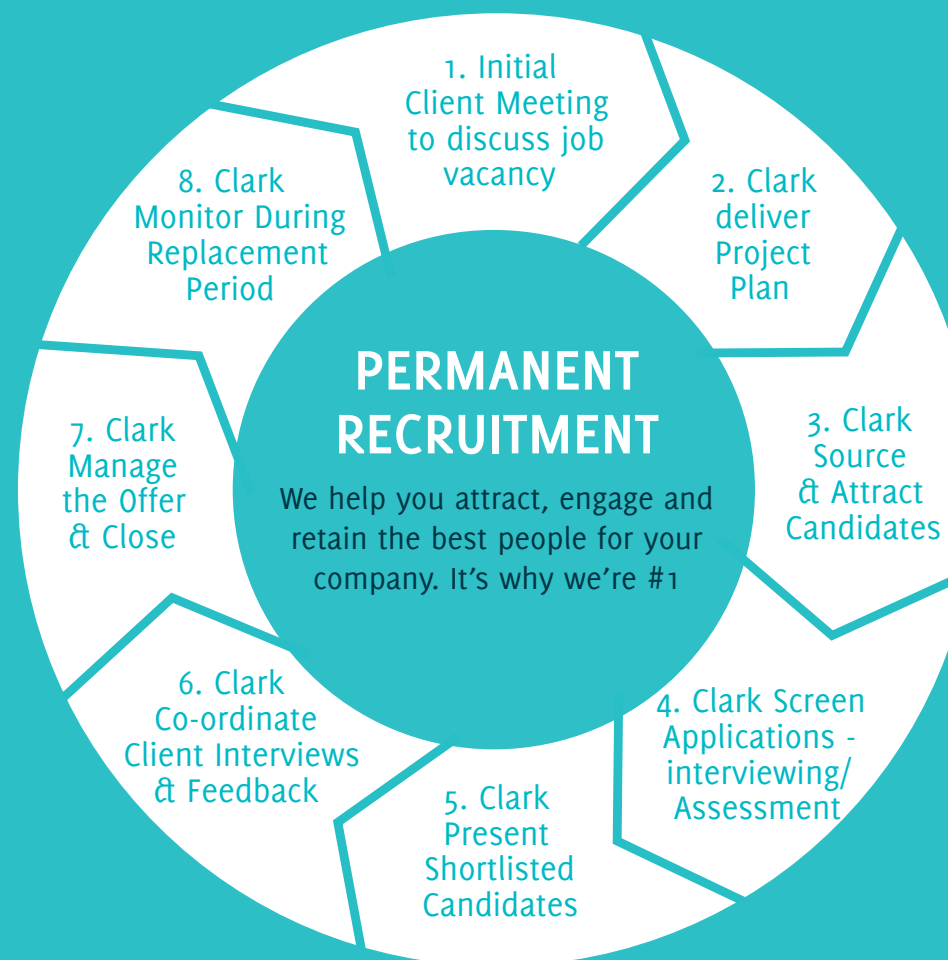 1. Initial
Client Meeting
to discuss job
vacancy
2. Clark
deliver
Project
Plan
3. Clark
Source
& Attract
Candidates
4. Clark Screen
Applications -
interviewing/
Assessment
5. Clark
Present
Shortlisted
Candidates
6. Clark
Co-ordinate
Client Interviews
& Feedback
7. Clark
Manage
the Offer
& Close
8. Clark
Monitor During
Replacement
Period
PERMANENT
RECRUITMENT
We help you attract, engage and
retain the best people for your
company. It's why we're #1